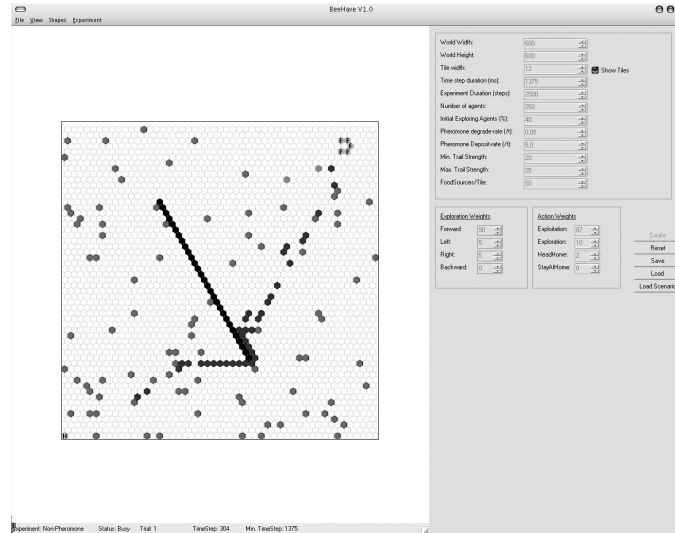 BeeHave V1.0
File View Shapes Experiment
World Width: 600
World Height: 600
Tile width: 12 Show Tiles
Time step duration (ms): 1375
Experiment Duration (steps): 2500
Number of agents: 250
Initial Exploring Agents (%): 40
Pheromone degrade-rate (/t): 0,05
Pheromone Deposit-rate (/t): 5,0
Min. Trail Strength: 20
Max. Trail Strength: 25
FoodSources/Tile: 50
Exploration Weights
Forward: 90
Left: 5
Right: 5
Backward: 0
Action Weights
Exploitation: 87
Exploration: 10
HeadHome: 2
StayAtHome: 0
Create
Reset
Save
Load
Load Scenario
F F
F
F F
H
Experiment: Non-Pheromone Status: Busy Trial: 1 TimeStep: 304 Min. TimeStep: 1375